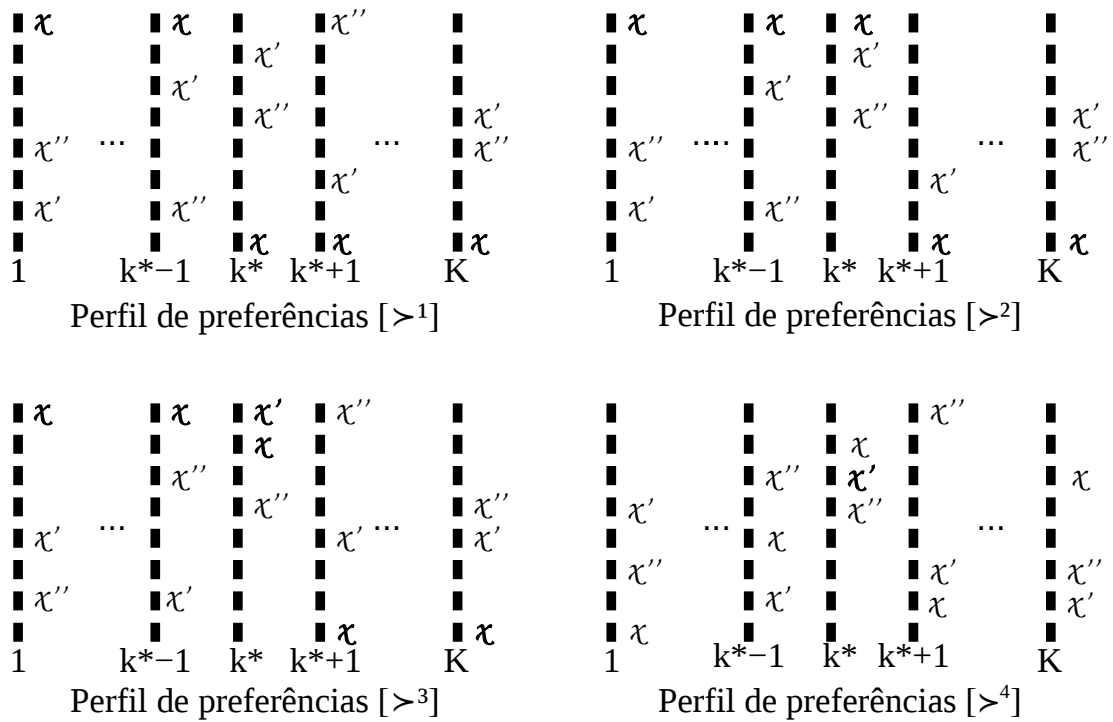 χ χ χ''
χ'
χ'
χ'' χ'
χ'' ... ... χ''
χ'
χ' χ''
χ χ χ
1 k*−1 k* k*+1 K
Perfil de preferências [≻¹]
χ χ χ
χ'
χ'
χ'' χ'
χ'' .... ... χ''
χ'
χ' χ''
χ χ
1 k*−1 k* k*+1 K
Perfil de preferências [≻²]
χ χ χ' χ''
χ
χ''
χ'' χ''
χ' ... χ' ... χ'
χ'' χ'
χ χ
1 k*−1 k* k*+1 K
Perfil de preferências [≻³]
χ''
χ
χ'' χ' χ
χ' χ''
... χ ...
χ'' χ' χ''
χ' χ χ'
χ
1 k*−1 k* k*+1 K
Perfil de preferências [≻⁴]